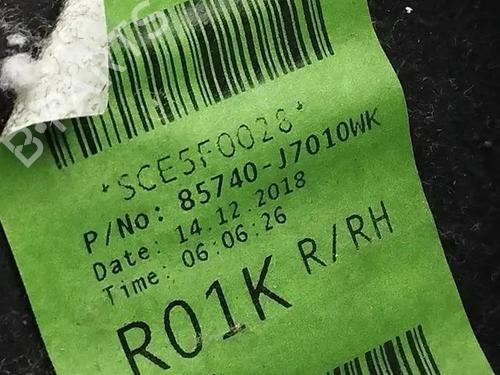 *SCE5F0028*
P/No: 85740-J7010WK
Date: 14.12.2018
Time: 06:06:26
R01K R/RH